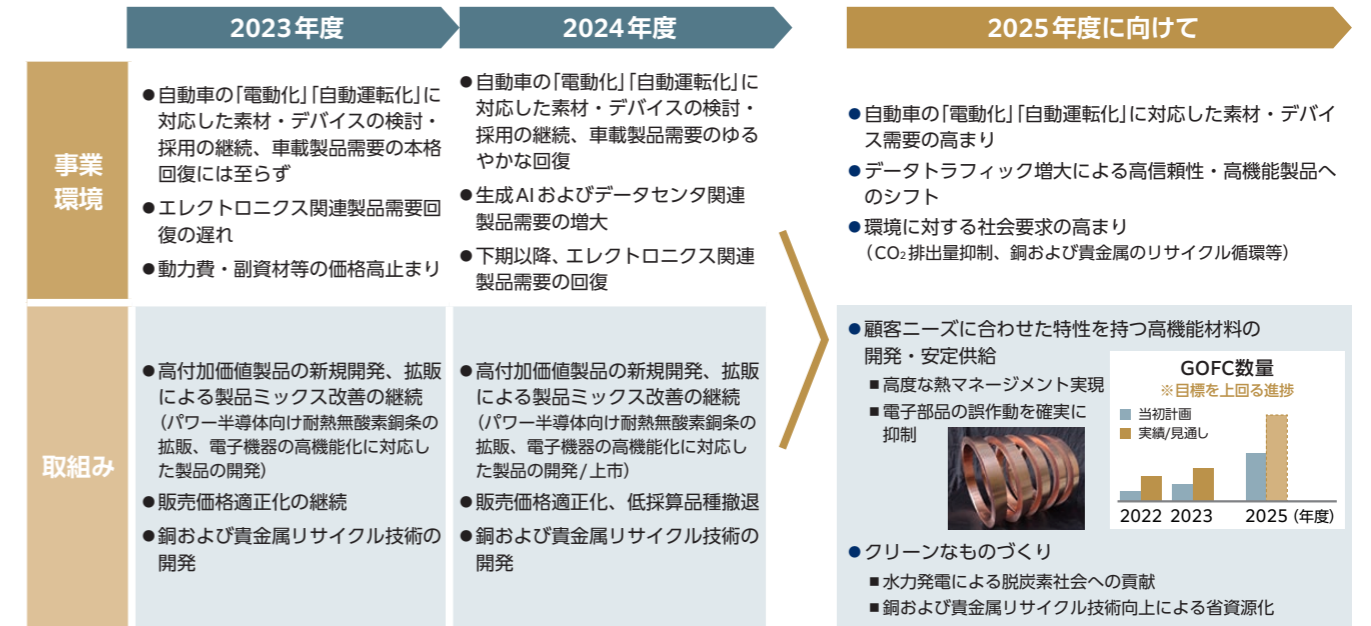 2023年度
2024年度
2025年度に向けて
事業
環境
●自動車の「電動化」「自動運転化」に
対応した素材・デバイスの検討・
採用の継続、車載製品需要の本格
回復には至らず
●エレクトロニクス関連製品需要回
復の遅れ
●動力費・副資材等の価格高止まり
●自動車の「電動化」「自動運転化」に
対応した素材・デバイスの検討・
採用の継続、車載製品需要のゆる
やかな回復
●生成AIおよびデータセンタ関連
製品需要の増大
●下期以降、エレクトロニクス関連
製品需要の回復
●自動車の「電動化」「自動運転化」に対応した素材・デバイ
ス需要の高まり
●データトラフィック増大による高信頼性・高機能製品へ
のシフト
●環境に対する社会要求の高まり
（CO₂排出量抑制、銅および貴金属のリサイクル循環等）
取組み
●高付加価値製品の新規開発、拡販
による製品ミックス改善の継続
（パワー半導体向け耐熱無酸素銅条の
拡販、電子機器の高機能化に対応し
た製品の開発）
●販売価格適正化の継続
●銅および貴金属リサイクル技術の
開発
●高付加価値製品の新規開発、拡販
による製品ミックス改善の継続
（パワー半導体向け耐熱無酸素銅条の
拡販、電子機器の高機能化に対応し
た製品の開発/上市）
●販売価格適正化、低採算品種撤退
●銅および貴金属リサイクル技術の
開発
●顧客ニーズに合わせた特性を持つ高機能材料の
開発・安定供給
■高度な熱マネージメント実現
■電子部品の誤作動を確実に
抑制
GOFC数量
※目標を上回る進捗
当初計画
実績/見通し
2022 2023 2025（年度）
●クリーンなものづくり
■水力発電による脱炭素社会への貢献
■銅および貴金属リサイクル技術向上による省資源化